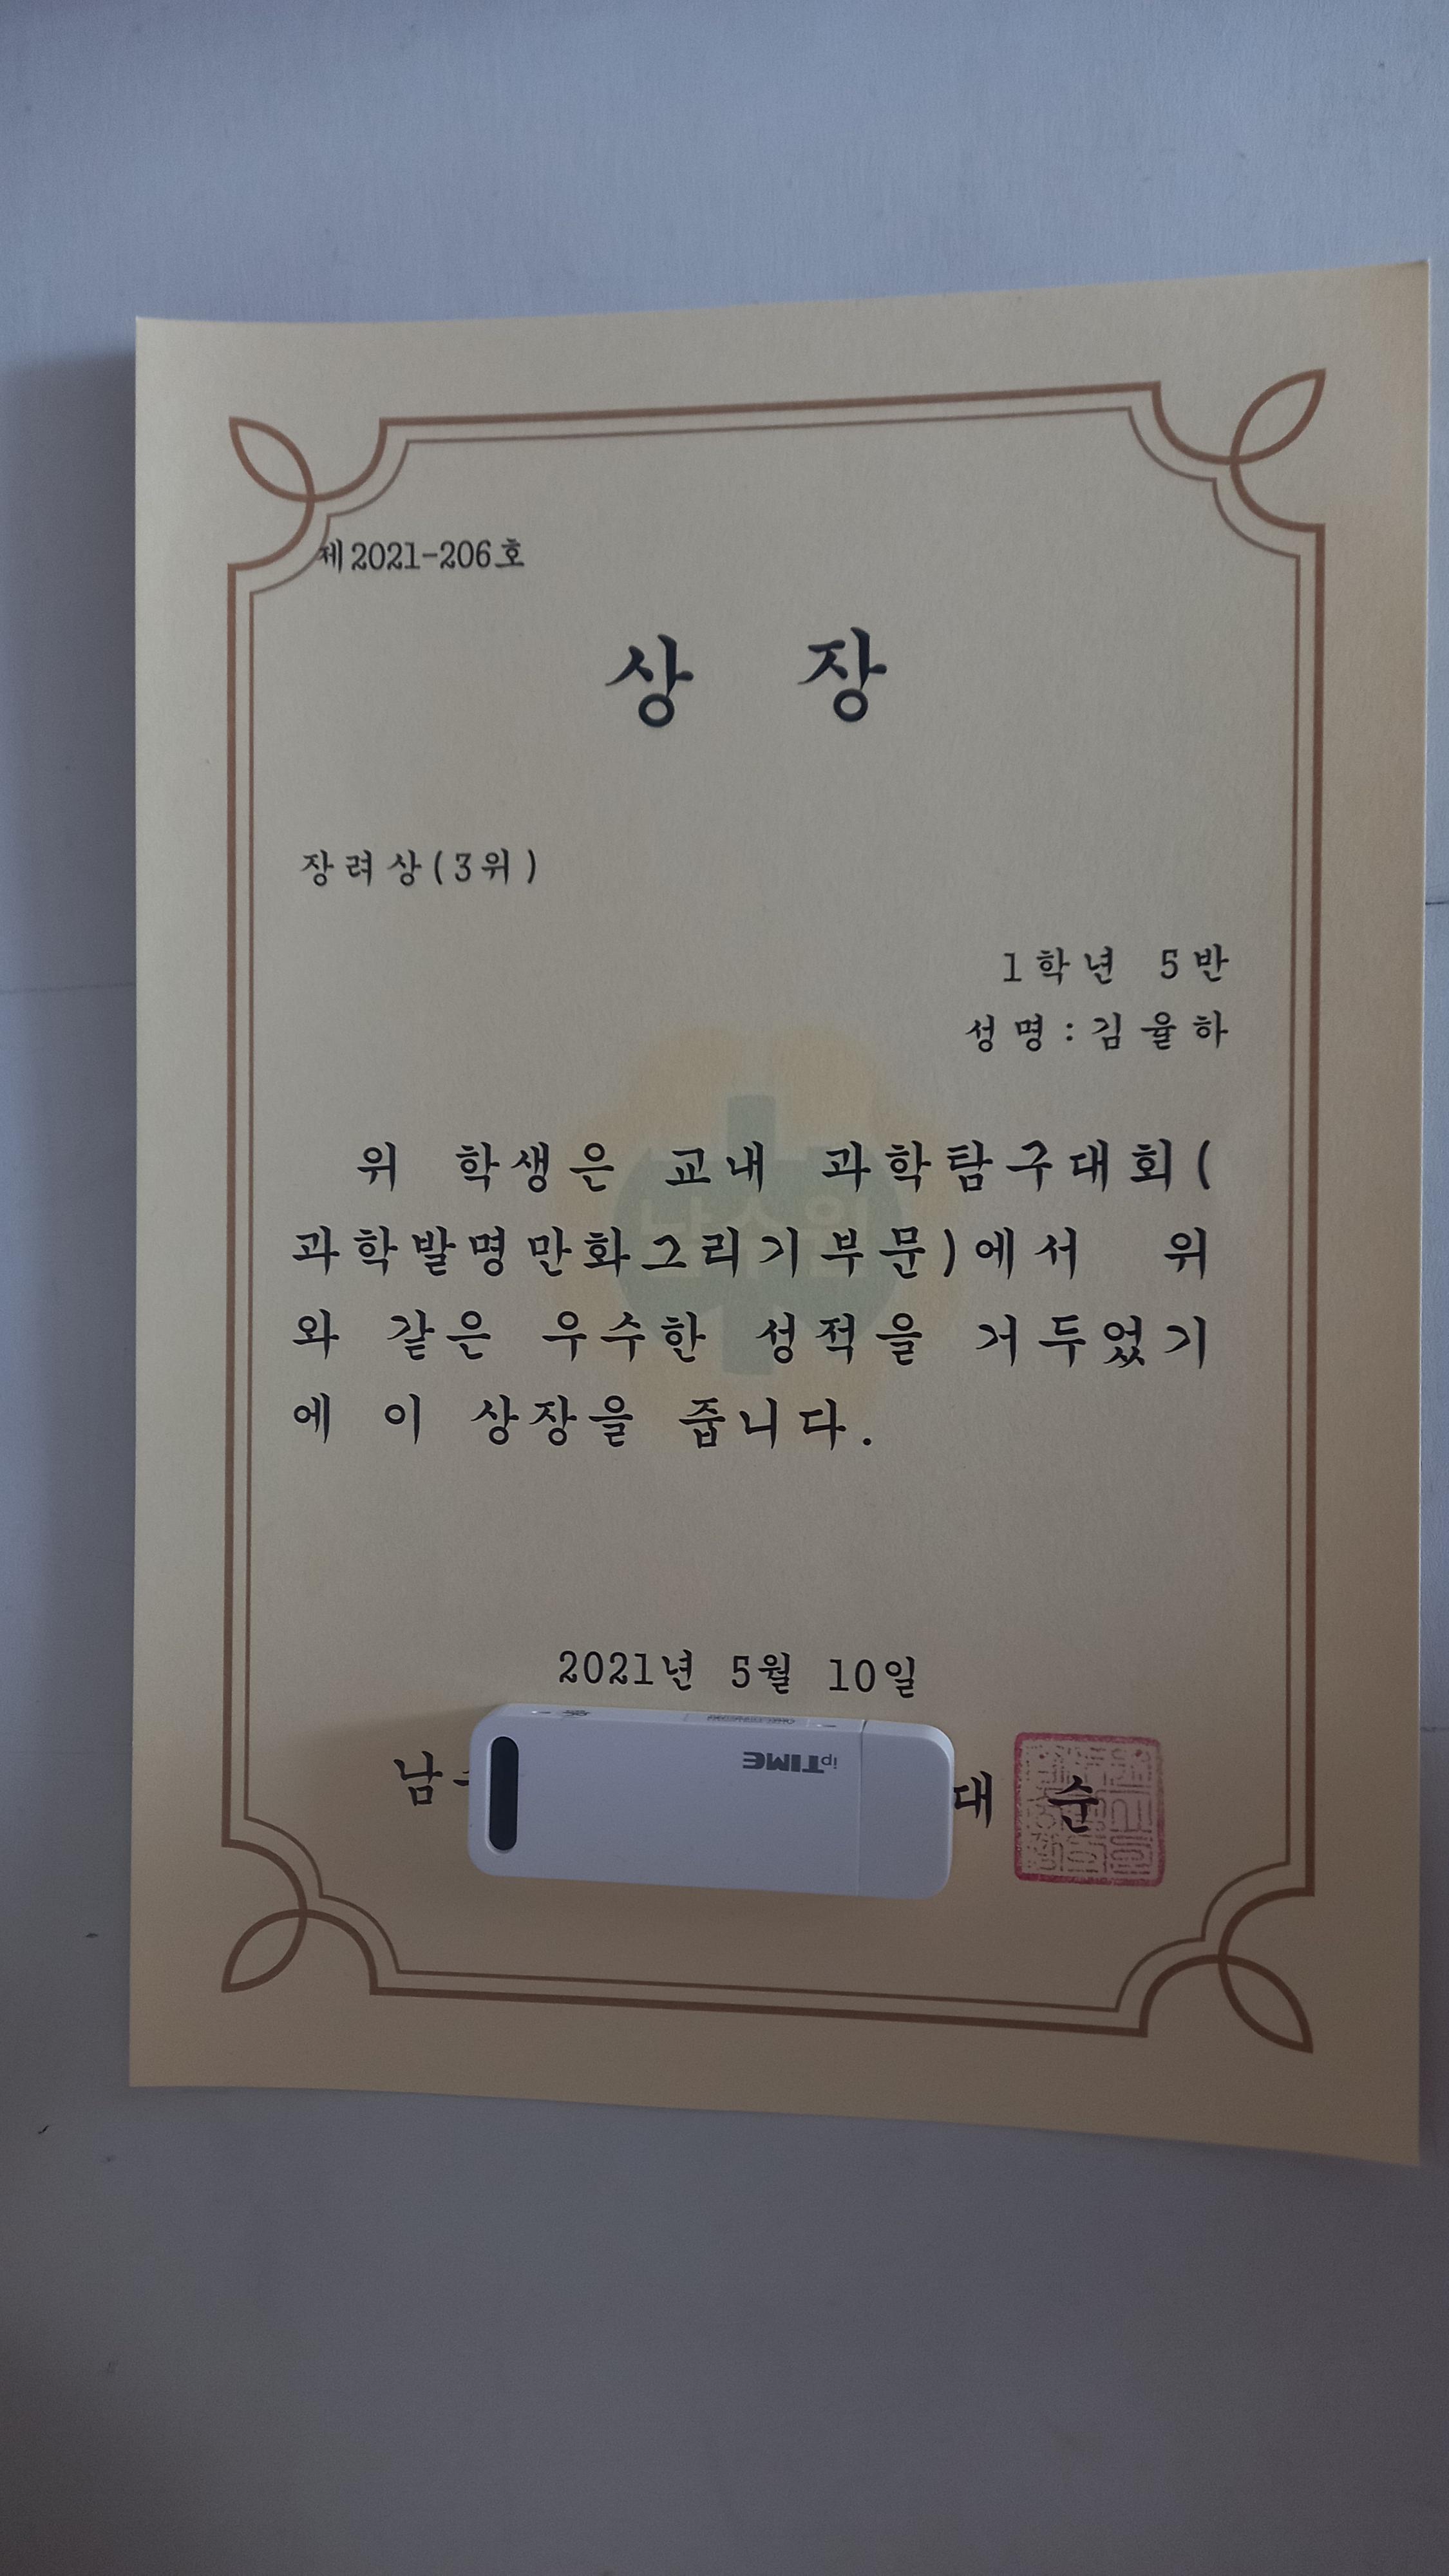 제2021-206호
상 장
장려상(3위)
1학년 5반
성명:김율하
위 학생은 교내 과학탐구대회(
과학발명만화그리기부문)에서 위
와 같은 우수한 성적을 거두었기
에 이 상장을 줍니다.
2021년 5월 10일
ipTIME
남 대 순